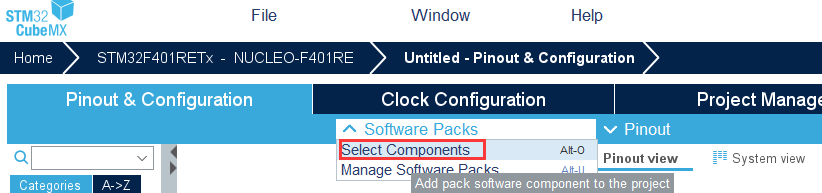 STM32
CubeMX
File Window Help
Home STM32F401RETx - NUCLEO-F401RE Untitled - Pinout & Configuration
Pinout & Configuration Clock Configuration Project Manage
Software Packs Pinout
Select Components Alt-O Pinout view System view
Manage Software Packs Alt-U
Categories A->Z Add pack software component to the project